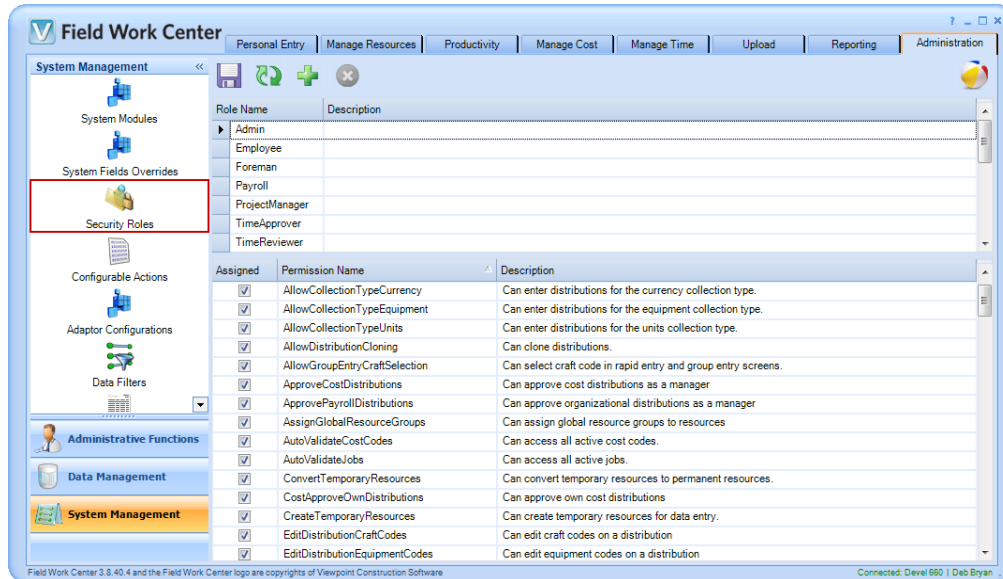 Field Work Center
? _ □ ×
Personal Entry Manage Resources Productivity Manage Cost Manage Time Upload Reporting Administration
System Management «
System Modules
System Fields Overrides
Security Roles
Configurable Actions
Adaptor Configurations
Data Filters
Administrative Functions
Data Management
System Management
Role Name Description
Admin
Employee
Foreman
Payroll
ProjectManager
TimeApprover
TimeReviewer
Assigned Permission Name Description
AllowCollectionTypeCurrency Can enter distributions for the currency collection type.
AllowCollectionTypeEquipment Can enter distributions for the equipment collection type.
AllowCollectionTypeUnits Can enter distributions for the units collection type.
AllowDistributionCloning Can clone distributions.
AllowGroupEntryCraftSelection Can select craft code in rapid entry and group entry screens.
ApproveCostDistributions Can approve cost distributions as a manager
ApprovePayrollDistributions Can approve organizational distributions as a manager
AssignGlobalResourceGroups Can assign global resource groups to resources
AutoValidateCostCodes Can access all active cost codes.
AutoValidateJobs Can access all active jobs.
ConvertTemporaryResources Can convert temporary resources to permanent resources.
CostApproveOwnDistributions Can approve own cost distributions
CreateTemporaryResources Can create temporary resources for data entry.
EditDistributionCraftCodes Can edit craft codes on a distribution
EditDistributionEquipmentCodes Can edit equipment codes on a distribution
Field Work Center 3.8.40.4 and the Field Work Center logo are copyrights of Viewpoint Construction Software
Connected: Devel 660 | Deb Bryan